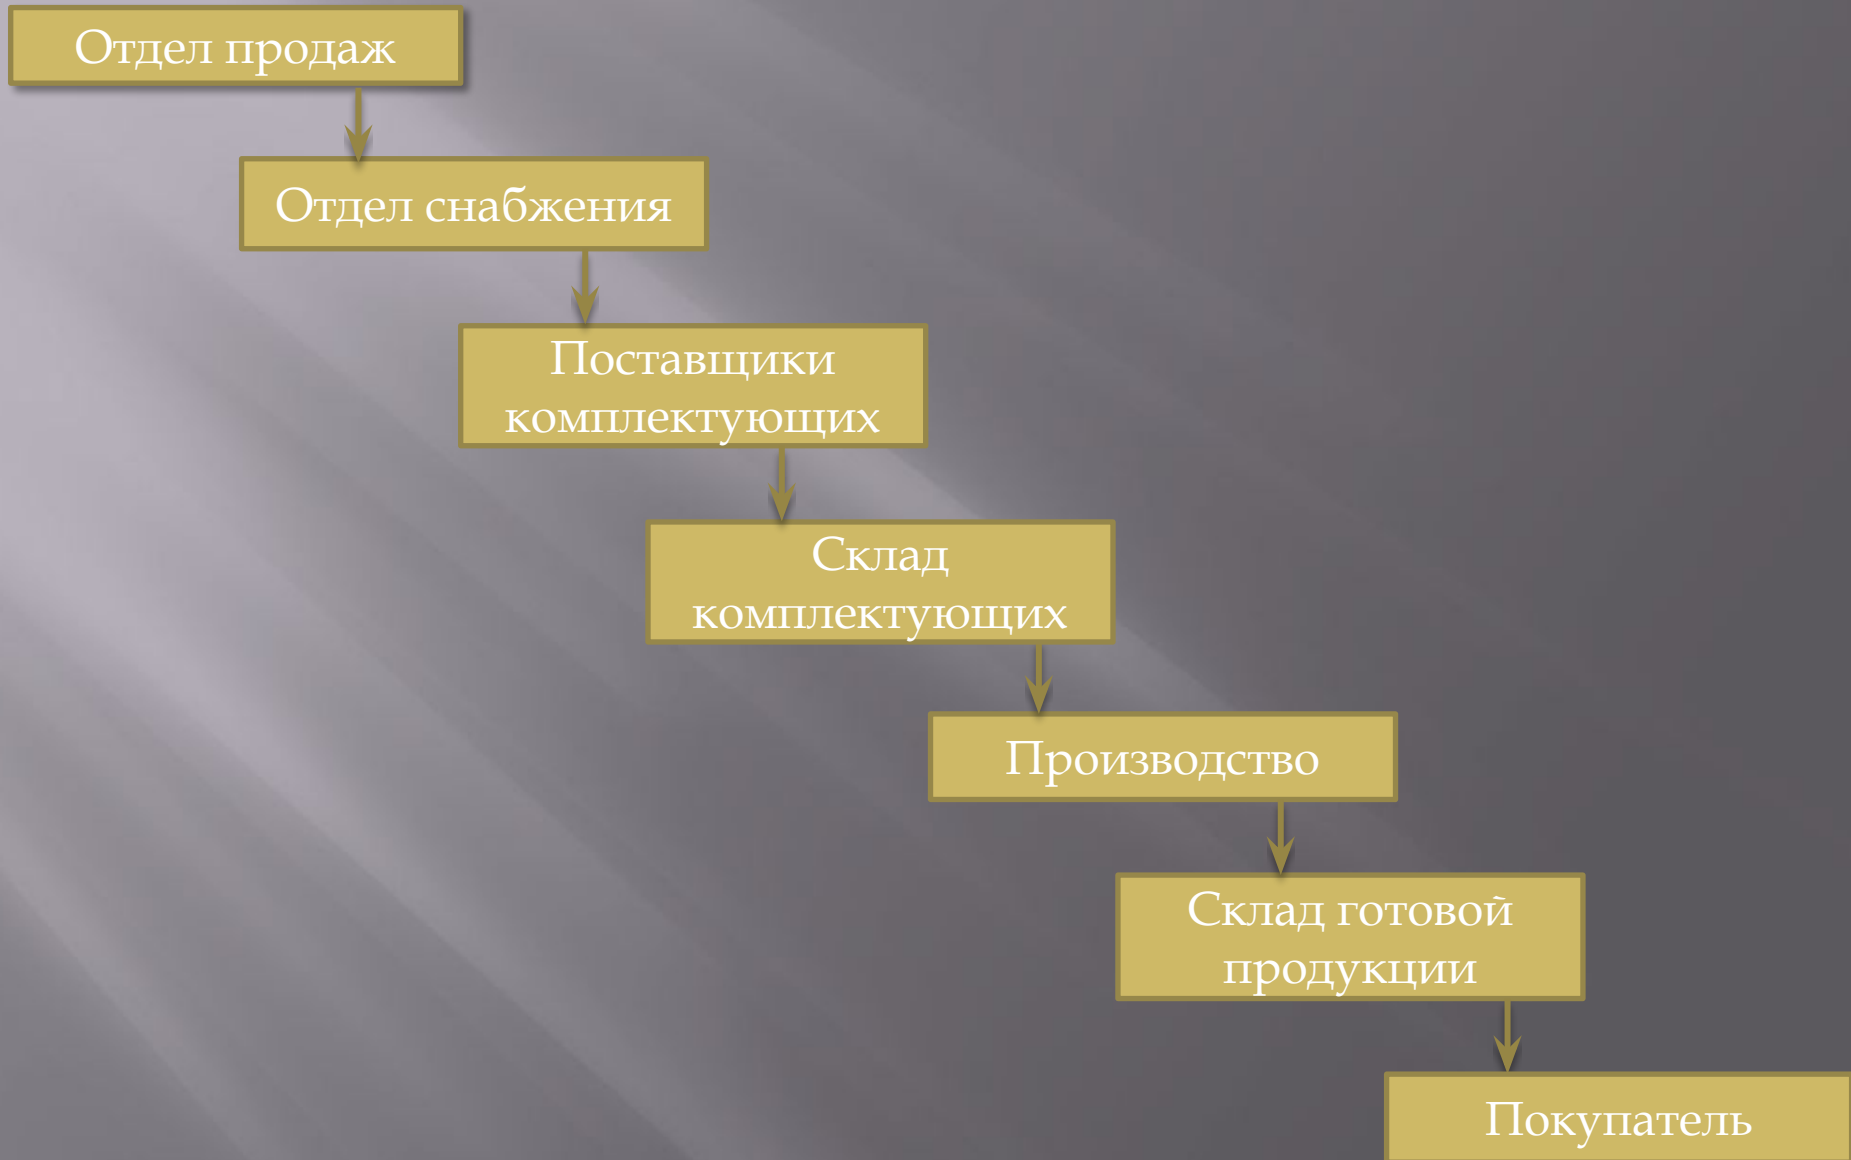 Отдел продаж
Отдел снабжения
Поставщики
комплектующих
Склад
комплектующих
Производство
Склад готовой
продукции
Покупатель